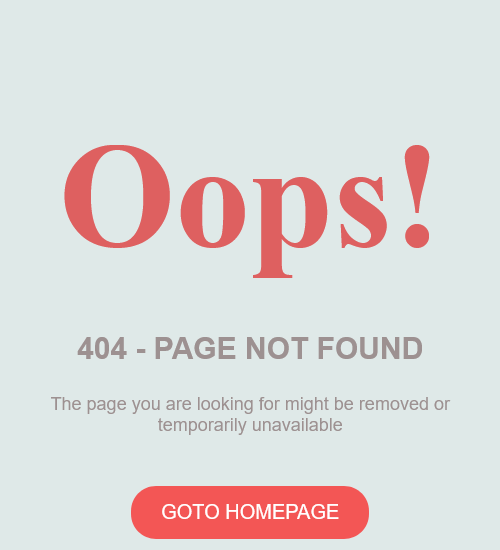 Oops!
404 - PAGE NOT FOUND
The page you are looking for might be removed or
temporarily unavailable
GOTO HOMEPAGE